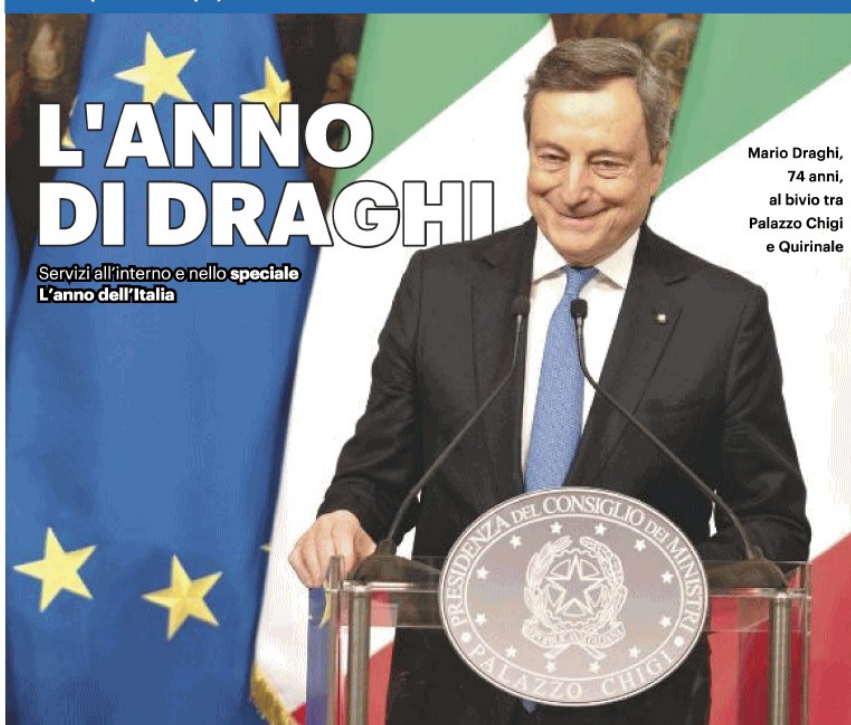 L'ANNO
DI DRAGHI
Servizi all'interno e nello speciale
L'anno dell'Italia
Mario Draghi,
74 anni,
al bivio tra
Palazzo Chigi
e Quirinale
PRESIDENZA DEL CONSIGLIO DEI MINISTRI
PALAZZO CHIGI